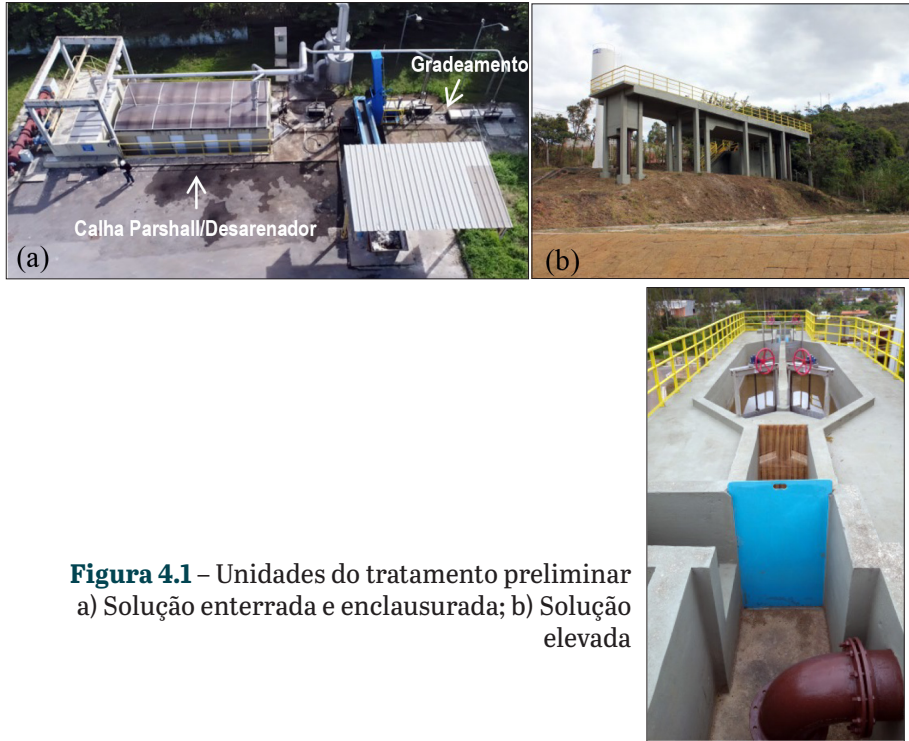 Gradeamento
Calha Parshall/Desarenador
(a)
(b)
Figura 4.1 – Unidades do tratamento preliminar
a) Solução enterrada e enclausurada; b) Solução
elevada